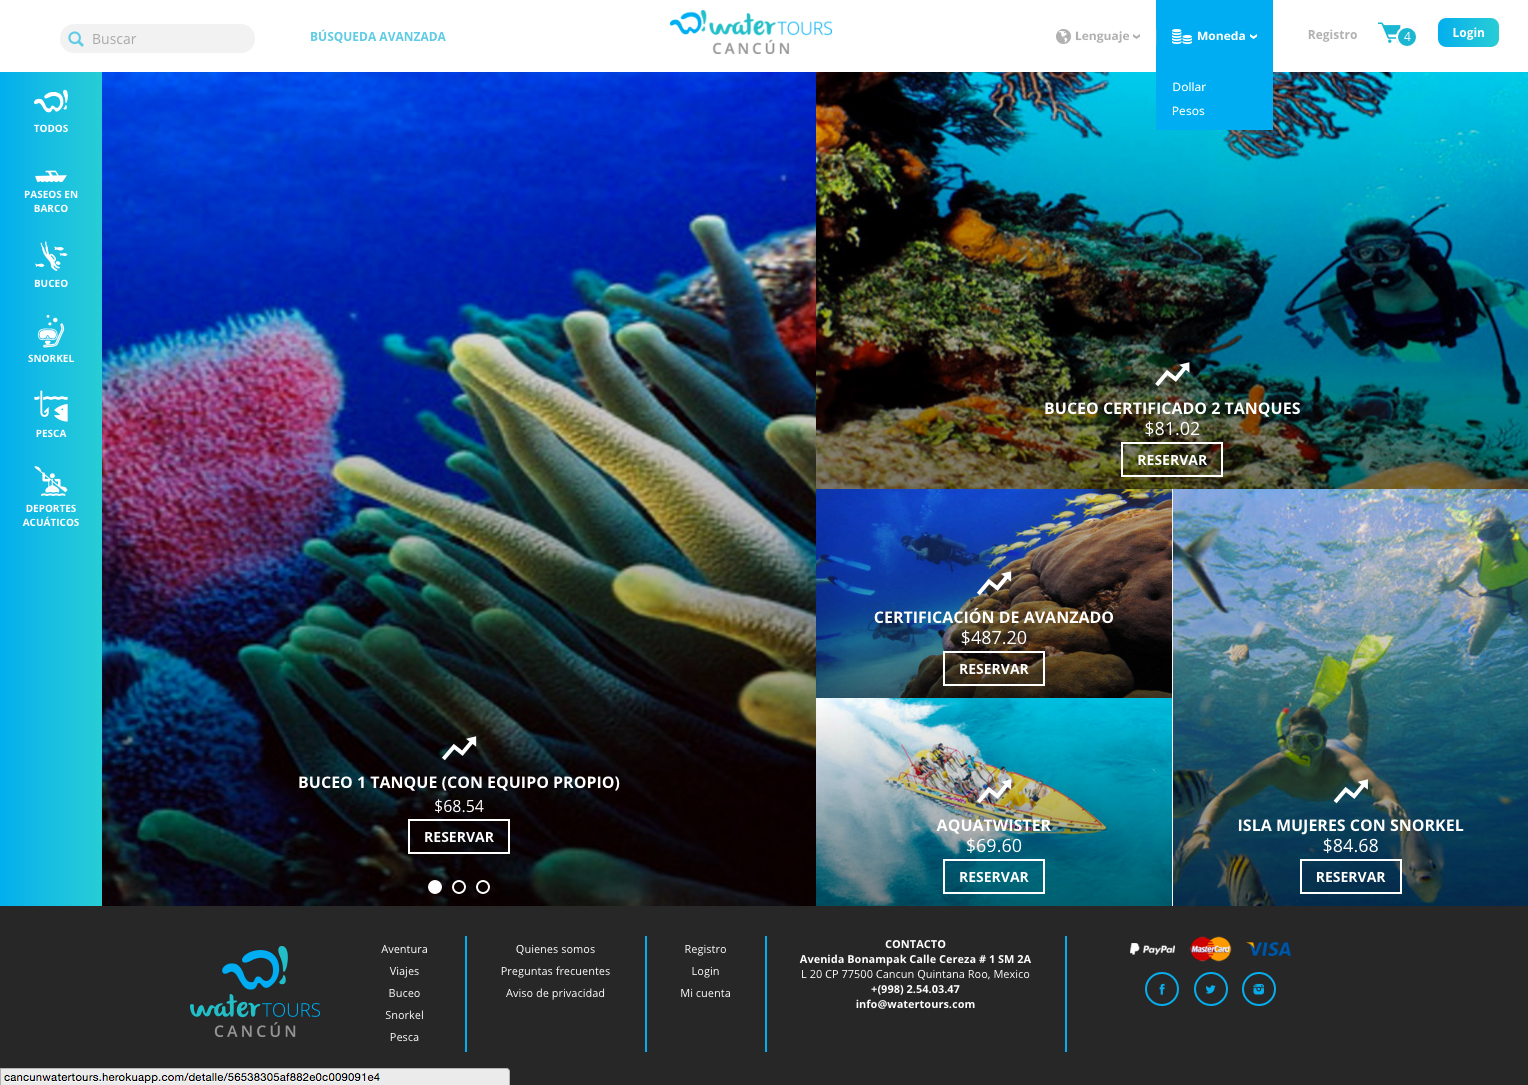 Buscar
BÚSQUEDA AVANZADA
water TOURS
CANCÚN
Lenguaje
Moneda
Registro
4
Login
Dollar
Pesos
TODOS
PASEOS EN
BARCO
BUCEO
SNORKEL
PESCA
DEPORTES
ACUÁTICOS
BUCEO 1 TANQUE (CON EQUIPO PROPIO)
$68.54
RESERVAR
BUCEO CERTIFICADO 2 TANQUES
$81.02
RESERVAR
CERTIFICACIÓN DE AVANZADO
$487.20
RESERVAR
AQUATWISTER
$69.60
RESERVAR
ISLA MUJERES CON SNORKEL
$84.68
RESERVAR
water TOURS
CANCÚN
Aventura
Viajes
Buceo
Snorkel
Pesca
Quienes somos
Preguntas frecuentes
Aviso de privacidad
Registro
Login
Mi cuenta
CONTACTO
Avenida Bonampak Calle Cereza # 1 SM 2A
L 20 CP 77500 Cancun Quintana Roo, Mexico
+(998) 2.54.03.47
info@watertours.com
PayPal
MasterCard
VISA
cancunwatertours.herokuapp.com/detalle/56538305af882e0c009091e4